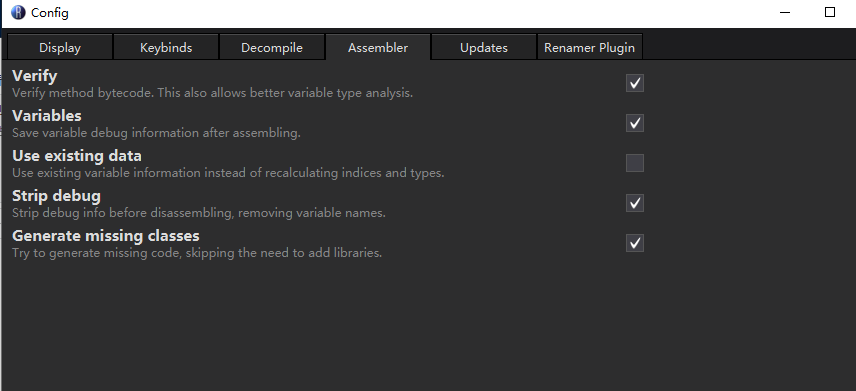 Config
Display Keybinds Decompile Assembler Updates Renamer Plugin
Verify
Verify method bytecode. This also allows better variable type analysis.
Variables
Save variable debug information after assembling.
Use existing data
Use existing variable information instead of recalculating indices and types.
Strip debug
Strip debug info before disassembling, removing variable names.
Generate missing classes
Try to generate missing code, skipping the need to add libraries.